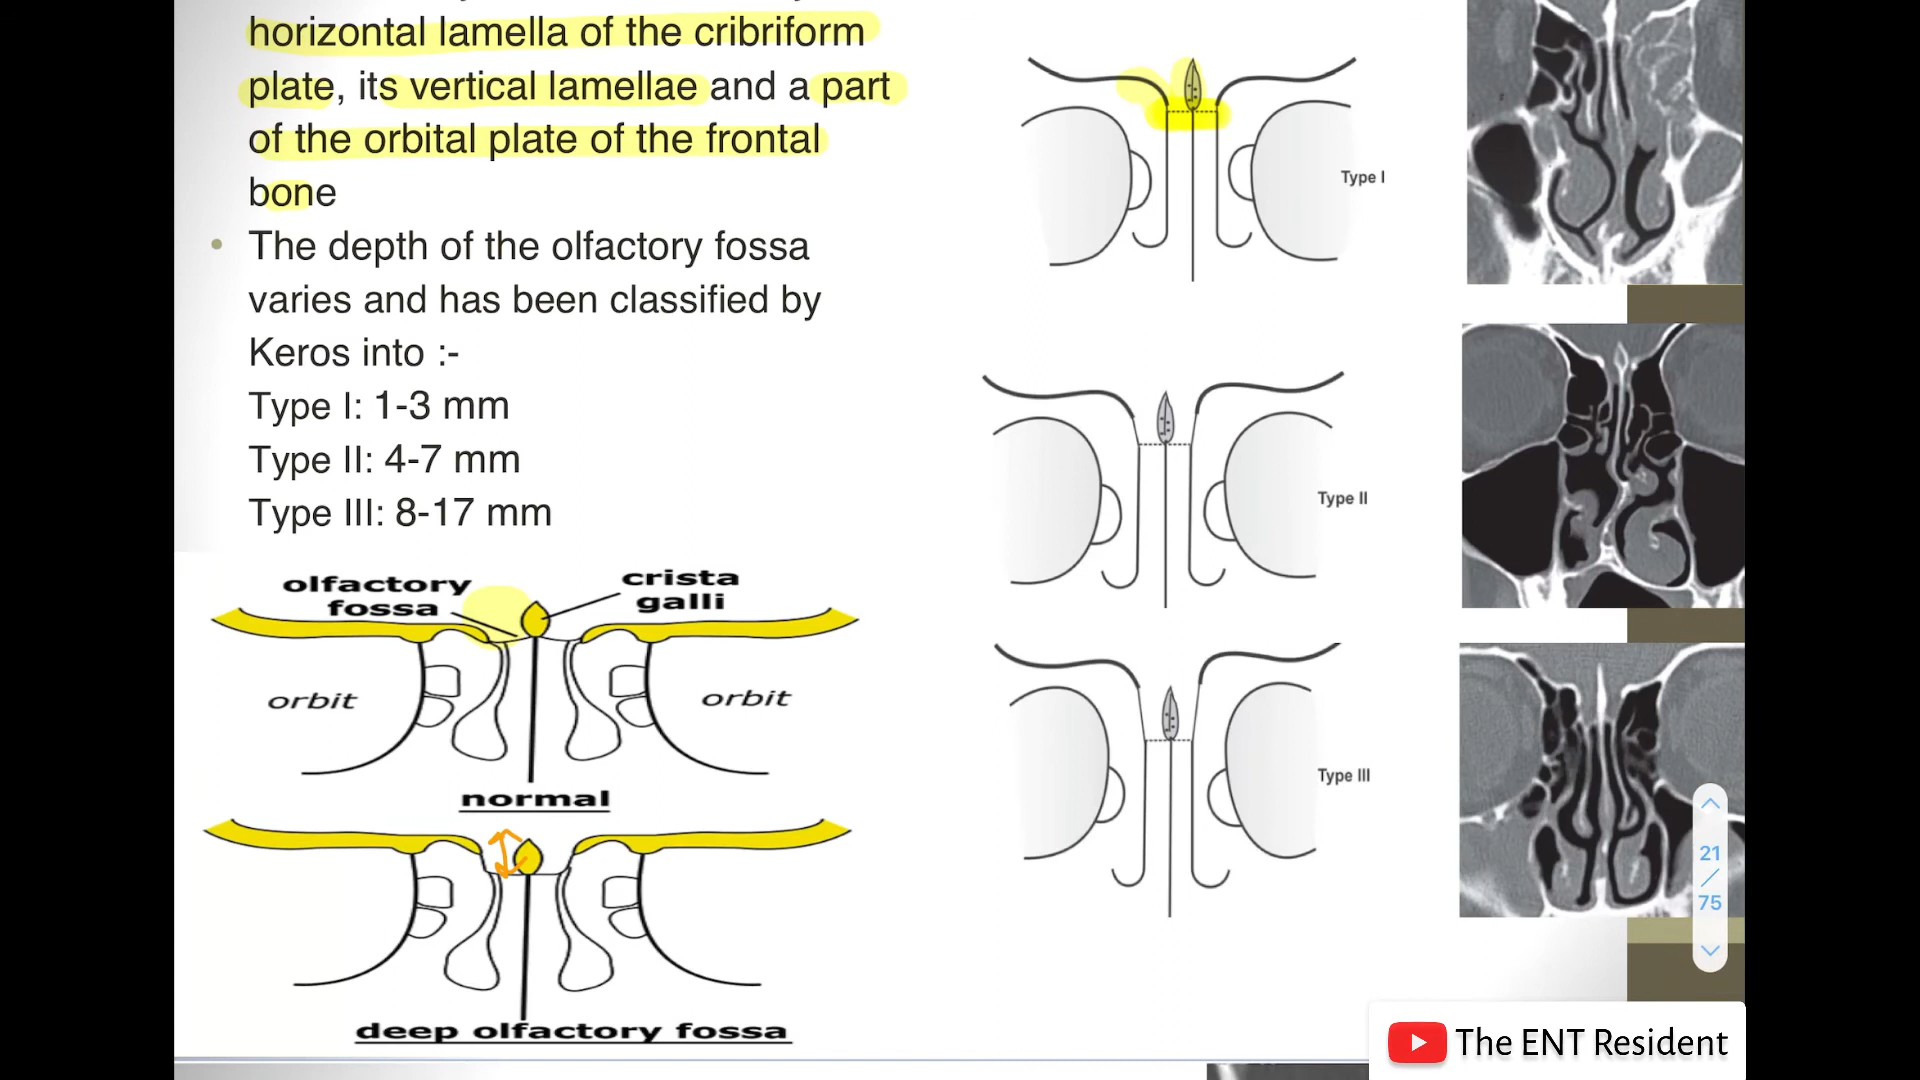 horizontal lamella of the cribriform
plate, its vertical lamellae and a part
of the orbital plate of the frontal
bone
• The depth of the olfactory fossa
varies and has been classified by
Keros into :-
Type I: 1-3 mm
Type II: 4-7 mm
Type III: 8-17 mm
olfactory
fossa
crista
galli
orbit
orbit
normal
deep olfactory fossa
Type I
Type II
Type III
21
/
75
The ENT Resident